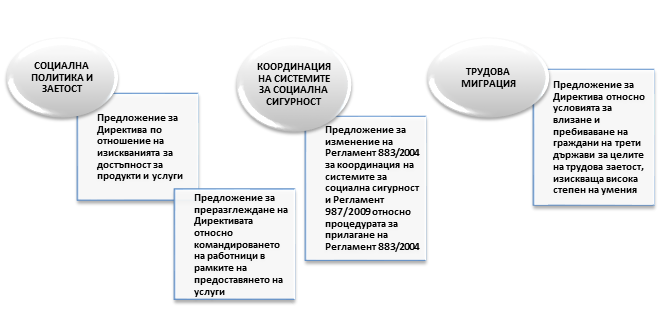 СОЦИАЛНА
ПОЛИТИКА И
ЗАЕТОСТ
Предложение за
Директива по
отношение на
изискванията за
достъпност за
продукти и услуги
Предложение за
преразглеждане на
Директивата
относно
командироването
на работници в
рамките на
предоставянето на
услуги
КООРДИНАЦИЯ
НА СИСТЕМИТЕ
ЗА СОЦИАЛНА
СИГУРНОСТ
Предложение за
изменение на
Регламент 883/2004
за координация на
системите за
социална сигурност
и Регламент
987/2009 относно
процедурата за
прилагане на
Регламент 883/2004
ТРУДОВА
МИГРАЦИЯ
Предложение за
Директива относно
условията за
влизане и
пребиваване на
граждани на трети
държави за целите
на трудова заетост,
изискваща висока
степен на умения